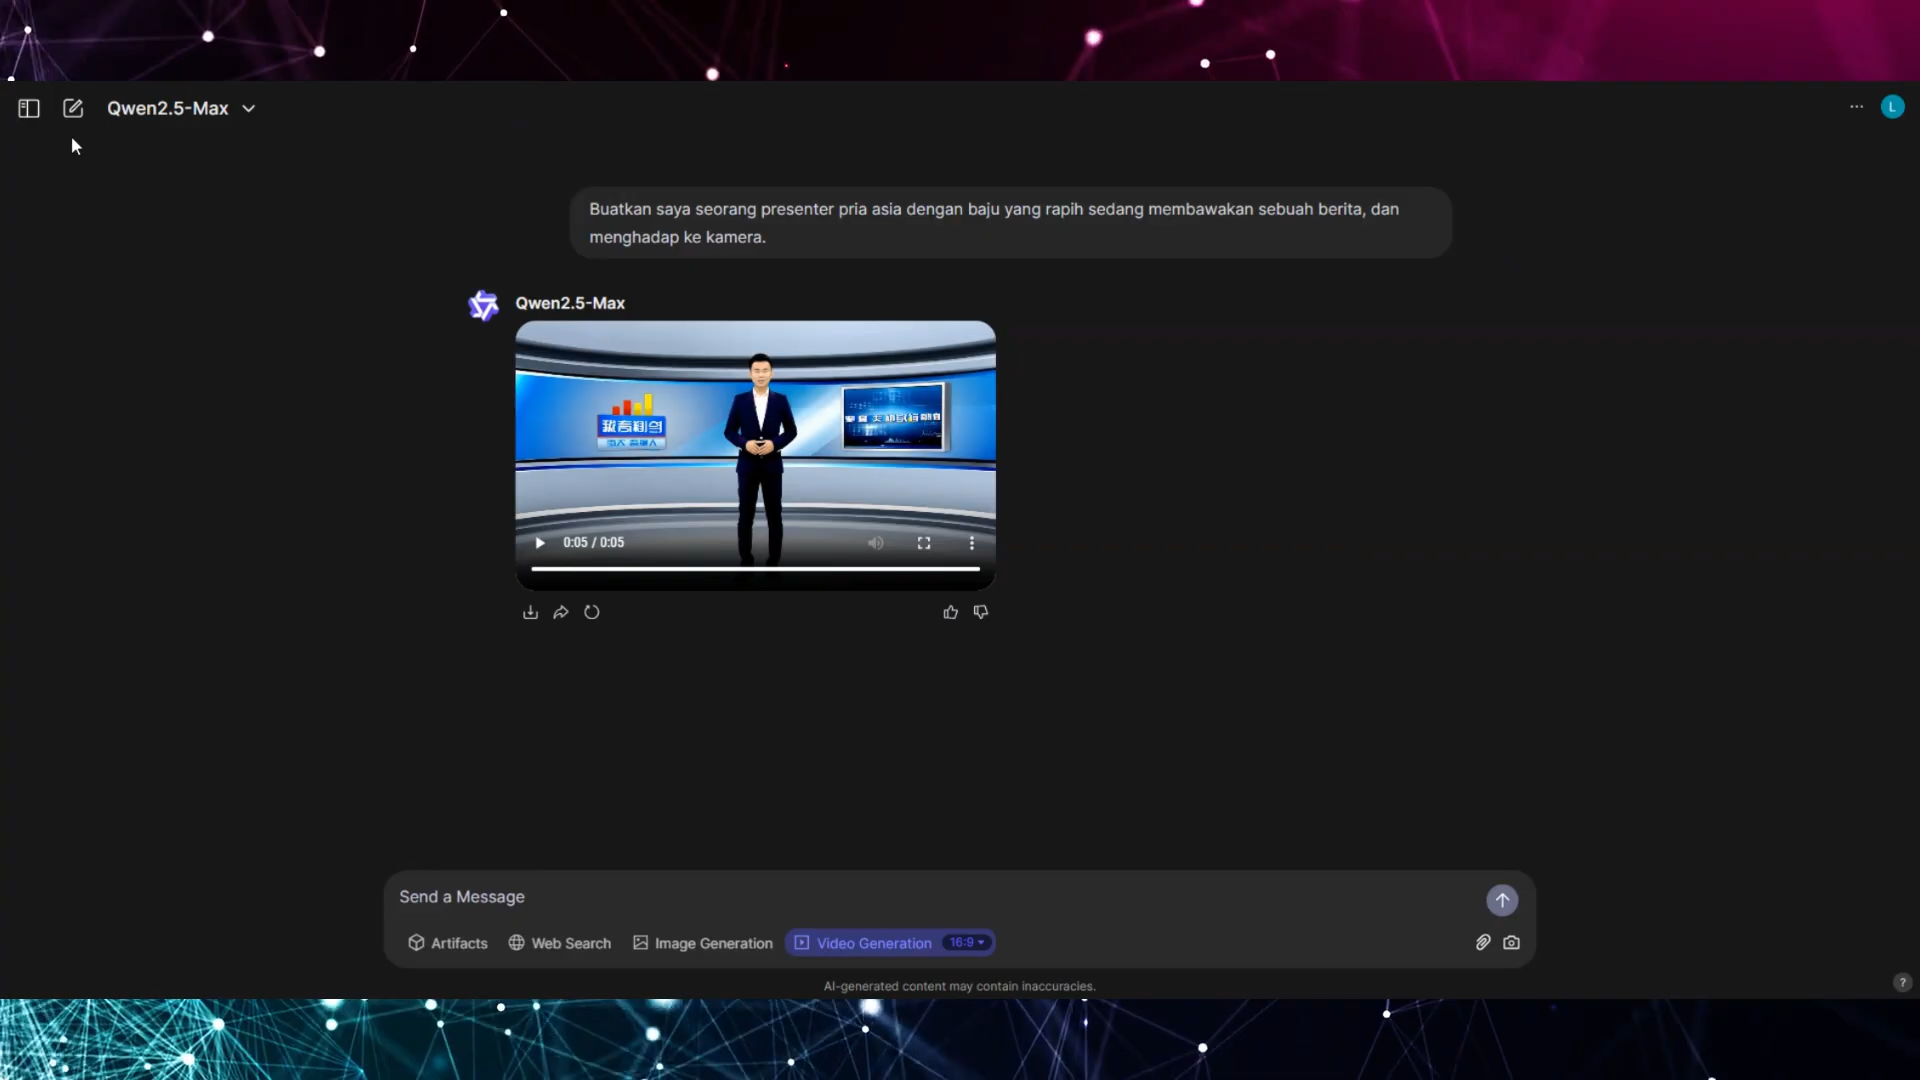 Qwen2.5-Max
L
Buatkan saya seorang presenter pria asia dengan baju yang rapih sedang membawakan sebuah berita, dan
menghadap ke kamera.
Qwen2.5-Max
0:05 / 0:05
Send a Message
Artifacts
Web Search
Image Generation
Video Generation
16:9
AI-generated content may contain inaccuracies.
?